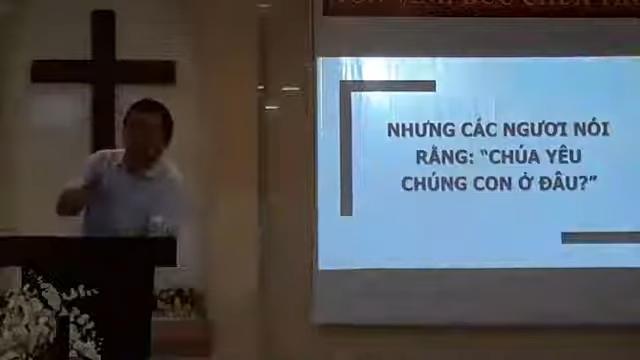 NHƯNG CÁC NGƯƠI NÓI
RẰNG: “CHÚA YÊU
CHÚNG CON Ở ĐÂU?”